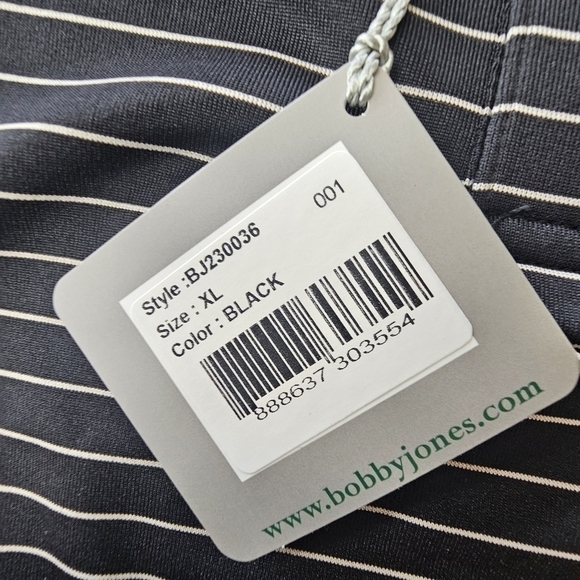 001
Style :BJ230036
Size : XL
Color : BLACK
888637 303554
www.bobbyjones.com